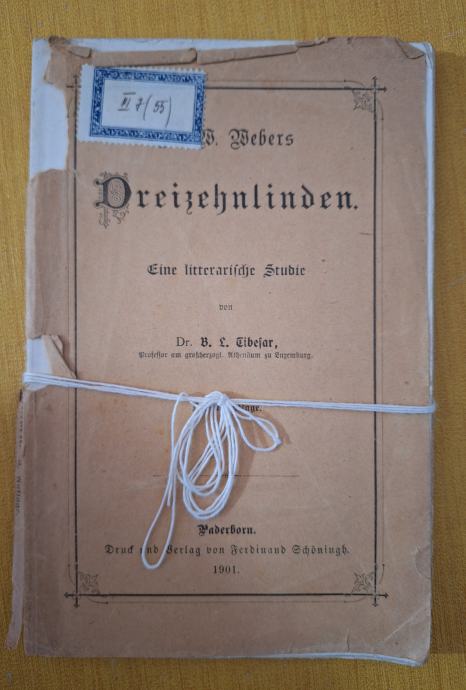 VI 7 (55)
W. Webers
Dreizehnlinden.
Eine litterarische Studie
von
Dr. B. L. Tibesar,
Professor am großherzogl. Athenäum zu Luxemburg.
Paderborn.
Druck und Verlag von Ferdinand Schöningh.
1901.